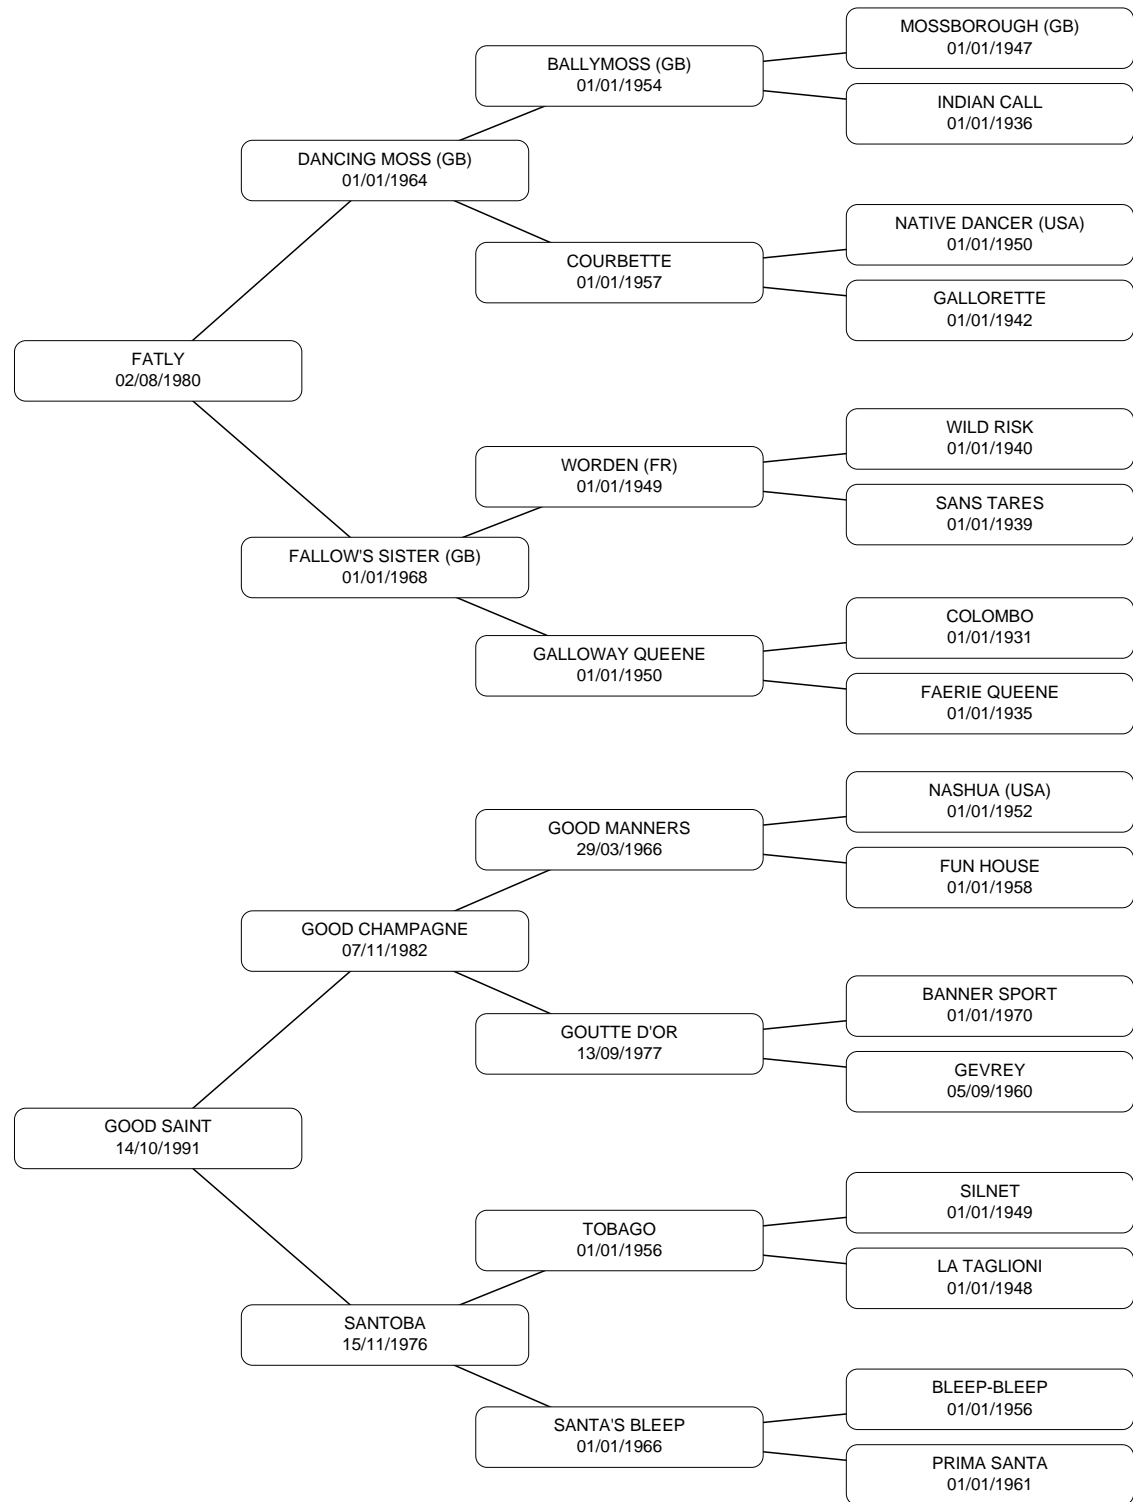 MOSSBOROUGH (GB)
01/01/1947
BALLYMOSS (GB)
01/01/1954
INDIAN CALL
01/01/1936
DANCING MOSS (GB)
01/01/1964
NATIVE DANCER (USA)
01/01/1950
COURBETTE
01/01/1957
GALLORETTE
01/01/1942
FATLY
02/08/1980
WILD RISK
01/01/1940
WORDEN (FR)
01/01/1949
SANS TARES
01/01/1939
FALLOW'S SISTER (GB)
01/01/1968
COLOMBO
01/01/1931
GALLOWAY QUEENE
01/01/1950
FAERIE QUEENE
01/01/1935
NASHUA (USA)
01/01/1952
GOOD MANNERS
29/03/1966
FUN HOUSE
01/01/1958
GOOD CHAMPAGNE
07/11/1982
BANNER SPORT
01/01/1970
GOUTTE D'OR
13/09/1977
GEVREY
05/09/1960
GOOD SAINT
14/10/1991
SILNET
01/01/1949
TOBAGO
01/01/1956
LA TAGLIONI
01/01/1948
SANTOBA
15/11/1976
BLEEP-BLEEP
01/01/1956
SANTA'S BLEEP
01/01/1966
PRIMA SANTA
01/01/1961